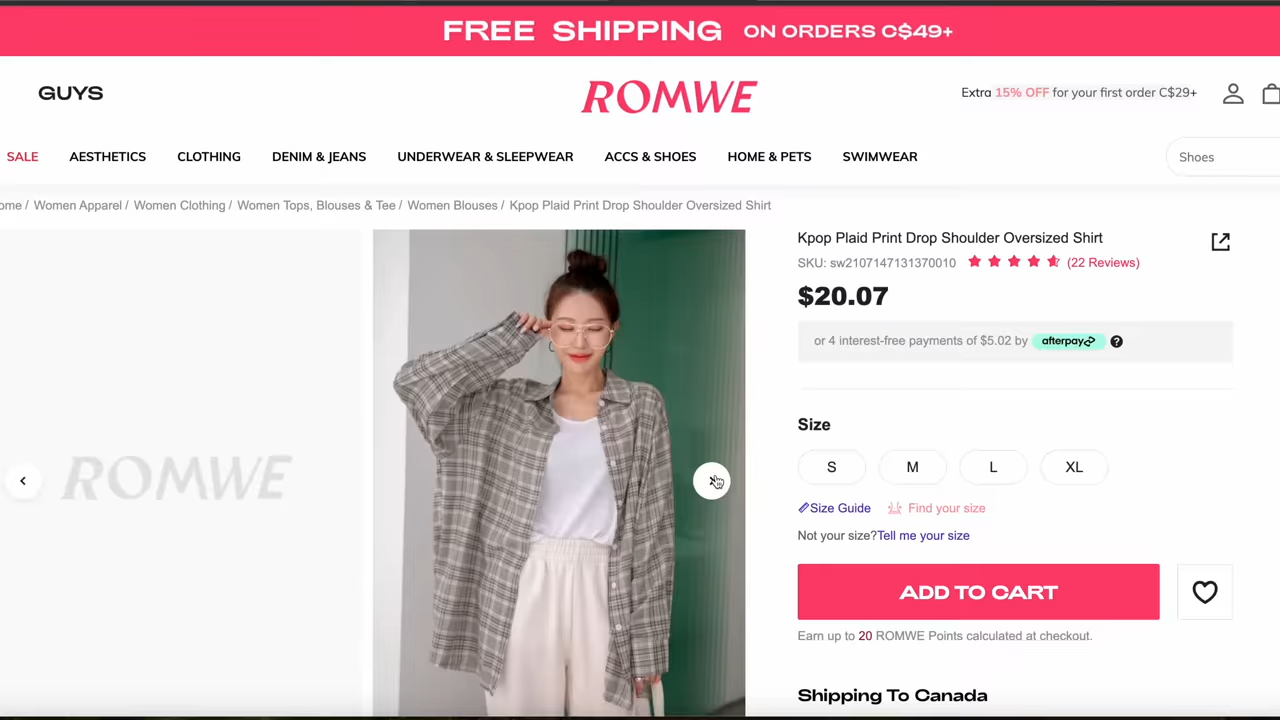 FREE SHIPPING ON ORDERS C$49+
GUYS
ROMWE
Extra 15% OFF for your first order C$29+
SALE AESTHETICS CLOTHING DENIM & JEANS UNDERWEAR & SLEEPWEAR ACCS & SHOES HOME & PETS SWIMWEAR
Shoes
ome / Women Apparel / Women Clothing / Women Tops, Blouses & Tee / Women Blouses / Kpop Plaid Print Drop Shoulder Oversized Shirt
ROMWE
Kpop Plaid Print Drop Shoulder Oversized Shirt
SKU: sw2107147131370010 (22 Reviews)
$20.07
or 4 interest-free payments of $5.02 by afterpay ?
Size
S M L XL
Size Guide Find your size
Not your size?Tell me your size
ADD TO CART
Earn up to 20 ROMWE Points calculated at checkout.
Shipping To Canada